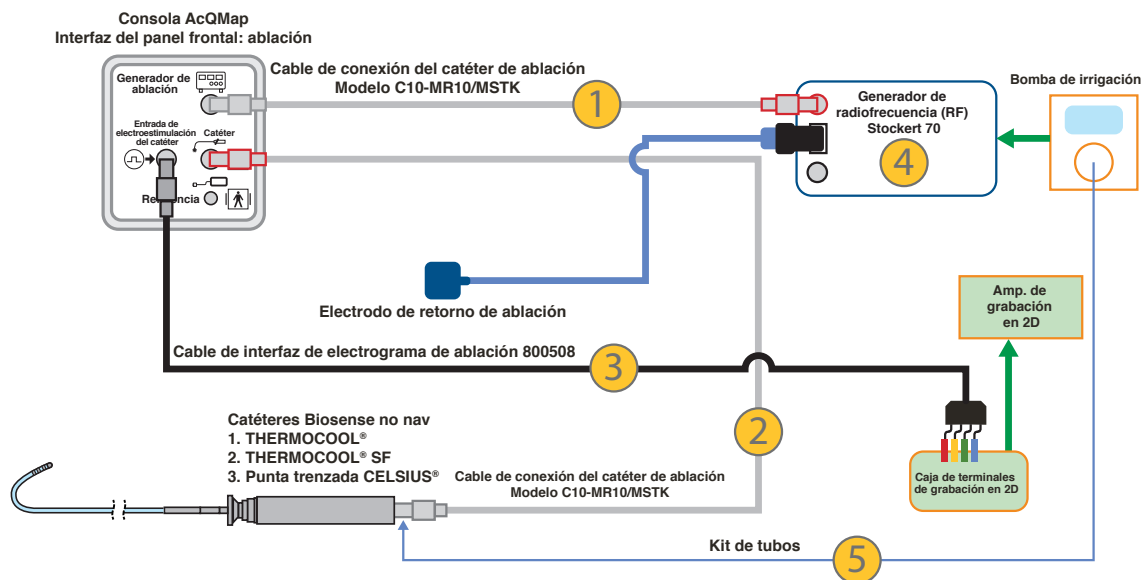 Consola AcQMap
Interfaz del panel frontal: ablación
Generador de
ablación
Entrada de
electroestimulación
del catéter
Catéter
Referencia
Cable de conexión del catéter de ablación
Modelo C10-MR10/MSTK
1
Generador de
radiofrecuencia (RF)
Stockert 70
4
Bomba de irrigación
Electrodo de retorno de ablación
Amp. de
grabación
en 2D
Cable de interfaz de electrograma de ablación 800508
3
Catéteres Biosense no nav
1. THERMOCOOL®
2. THERMOCOOL® SF
3. Punta trenzada CELSIUS®
2
Cable de conexión del catéter de ablación
Modelo C10-MR10/MSTK
Caja de terminales
de grabación en 2D
Kit de tubos
5